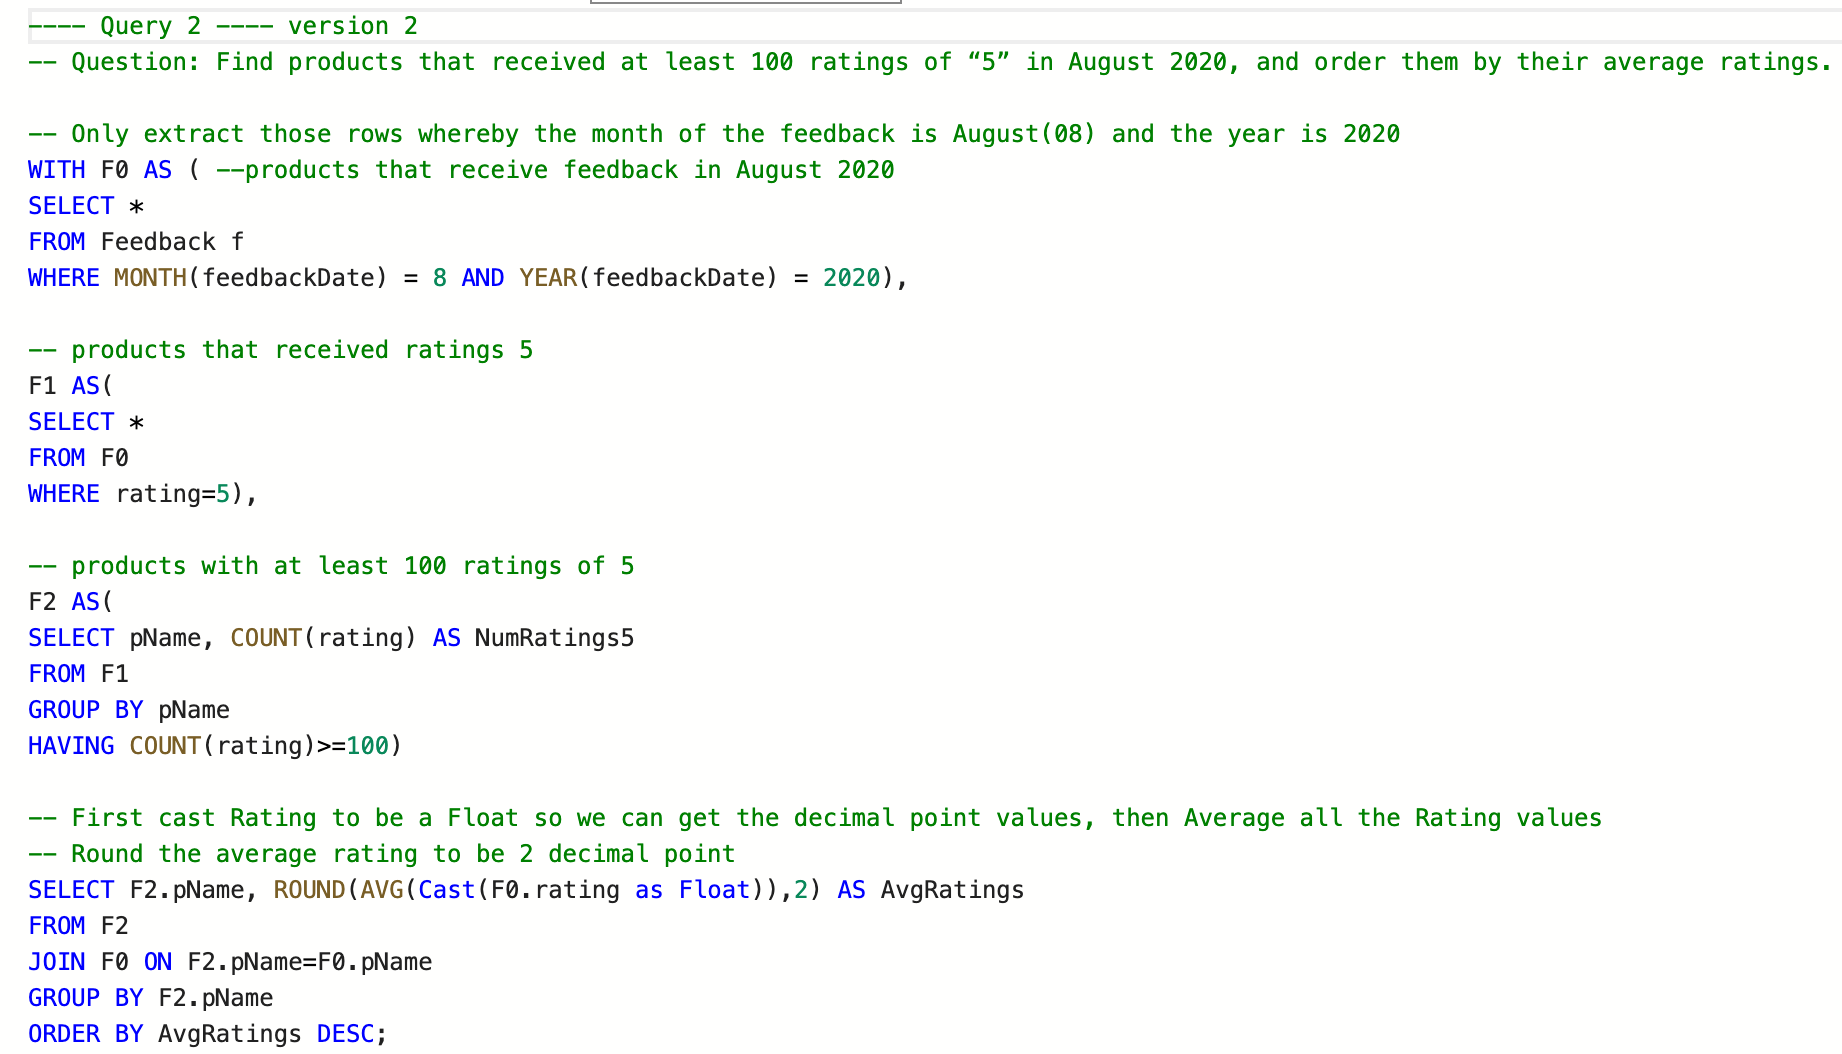 ---- Query 2 ---- version 2
-- Question: Find products that received at least 100 ratings of “5” in August 2020, and order them by their average ratings.
-- Only extract those rows whereby the month of the feedback is August(08) and the year is 2020
WITH F0 AS ( --products that receive feedback in August 2020
SELECT *
FROM Feedback f
WHERE MONTH(feedbackDate) = 8 AND YEAR(feedbackDate) = 2020),
-- products that received ratings 5
F1 AS(
SELECT *
FROM F0
WHERE rating=5),
-- products with at least 100 ratings of 5
F2 AS(
SELECT pName, COUNT(rating) AS NumRatings5
FROM F1
GROUP BY pName
HAVING COUNT(rating)>=100)
-- First cast Rating to be a Float so we can get the decimal point values, then Average all the Rating values
-- Round the average rating to be 2 decimal point
SELECT F2.pName, ROUND(AVG(Cast(F0.rating as Float)),2) AS AvgRatings
FROM F2
JOIN F0 ON F2.pName=F0.pName
GROUP BY F2.pName
ORDER BY AvgRatings DESC;